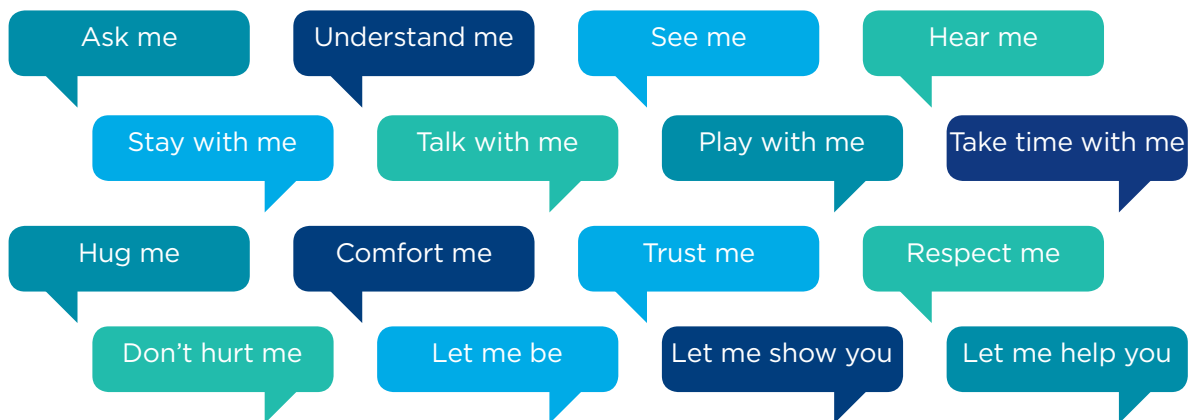 Ask me
Understand me
See me
Hear me
Stay with me
Talk with me
Play with me
Take time with me
Hug me
Comfort me
Trust me
Respect me
Don’t hurt me
Let me be
Let me show you
Let me help you